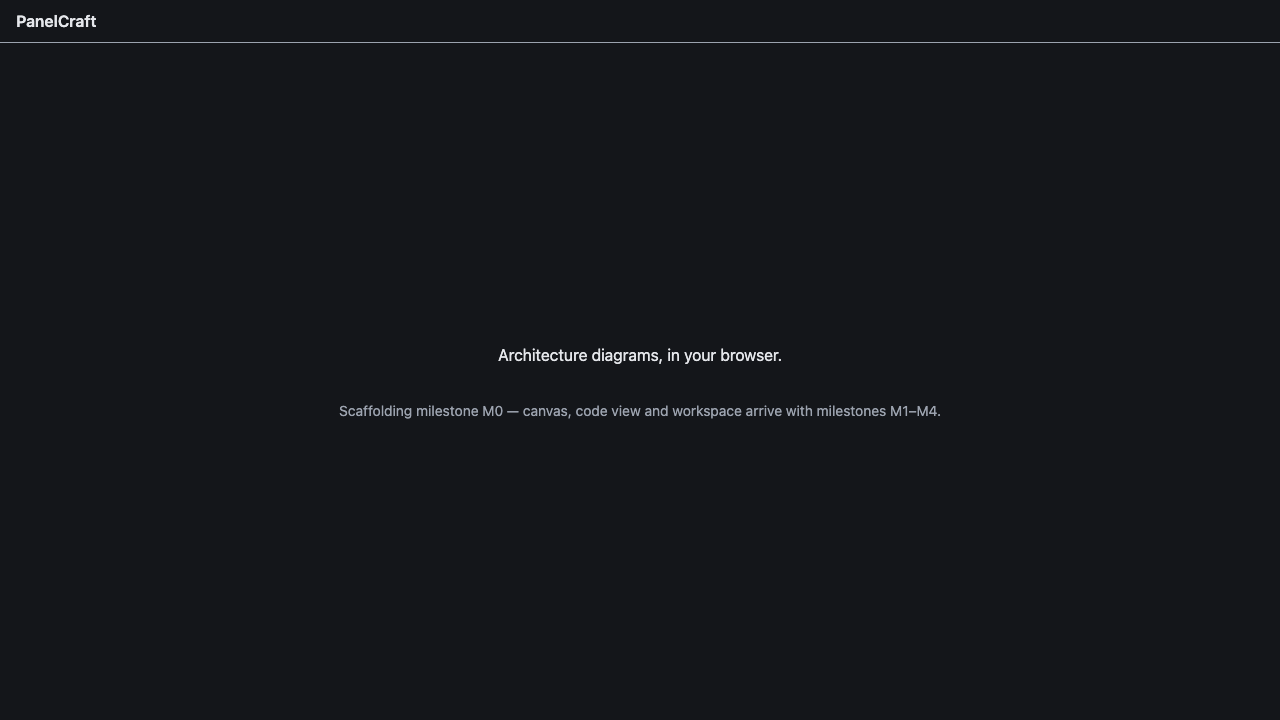 PanelCraft
Architecture diagrams, in your browser.
Scaffolding milestone M0 — canvas, code view and workspace arrive with milestones M1–M4.